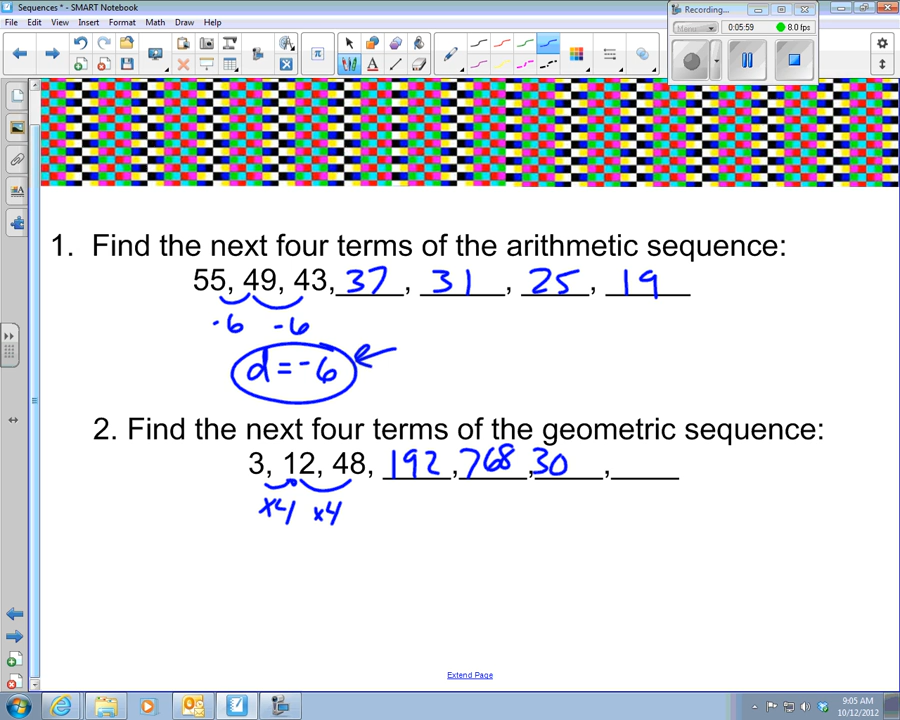 Sequences * - SMART Notebook
Recording...
File Edit View Insert Format Math Draw Help
Menu
0:05:59
8.0 fps
1. Find the next four terms of the arithmetic sequence:
55, 49, 43, 37, 31, 25, 19
-6 -6
d = -6
2. Find the next four terms of the geometric sequence:
3, 12, 48, 192, 768, 30 ,
x4 x4
Extend Page
9:05 AM
10/12/2012